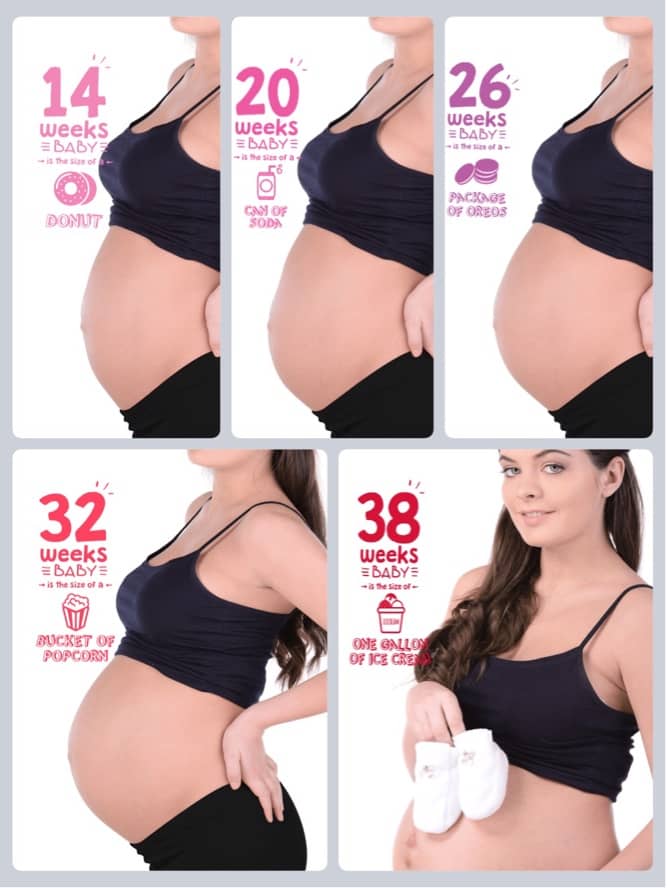 14
weeks
BABY
is the size of a
DONUT
20
weeks
BABY
is the size of a
CAN OF
SODA
26
weeks
BABY
is the size of a
PACKAGE
OF OREOS
32
weeks
BABY
is the size of a
BUCKET OF
POPCORN
38
weeks
BABY
is the size of
ONE GALLON
OF ICE CREAM